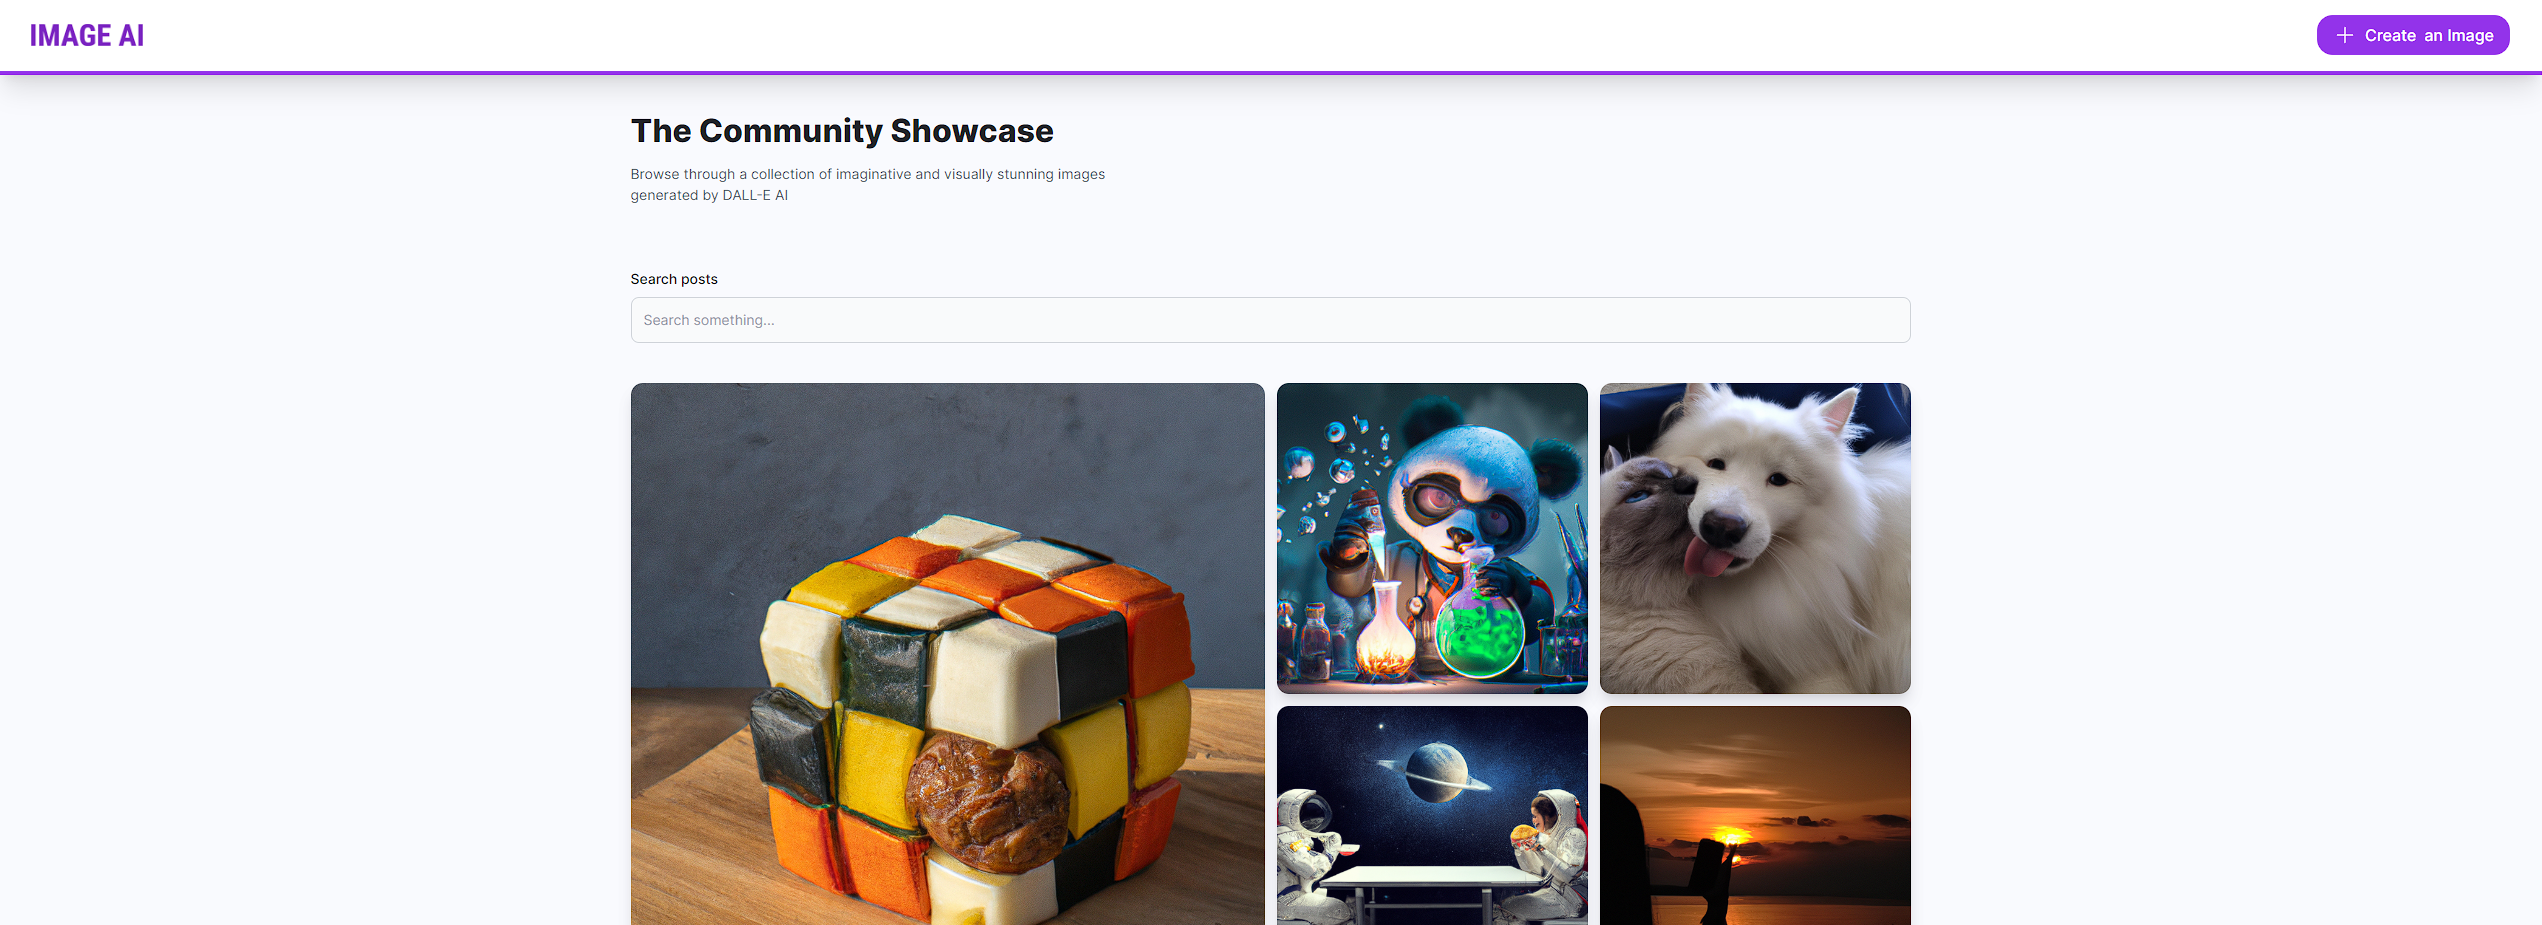 IMAGE AI
Create an Image
The Community Showcase
Browse through a collection of imaginative and visually stunning images
generated by DALL-E AI
Search posts
Search something...